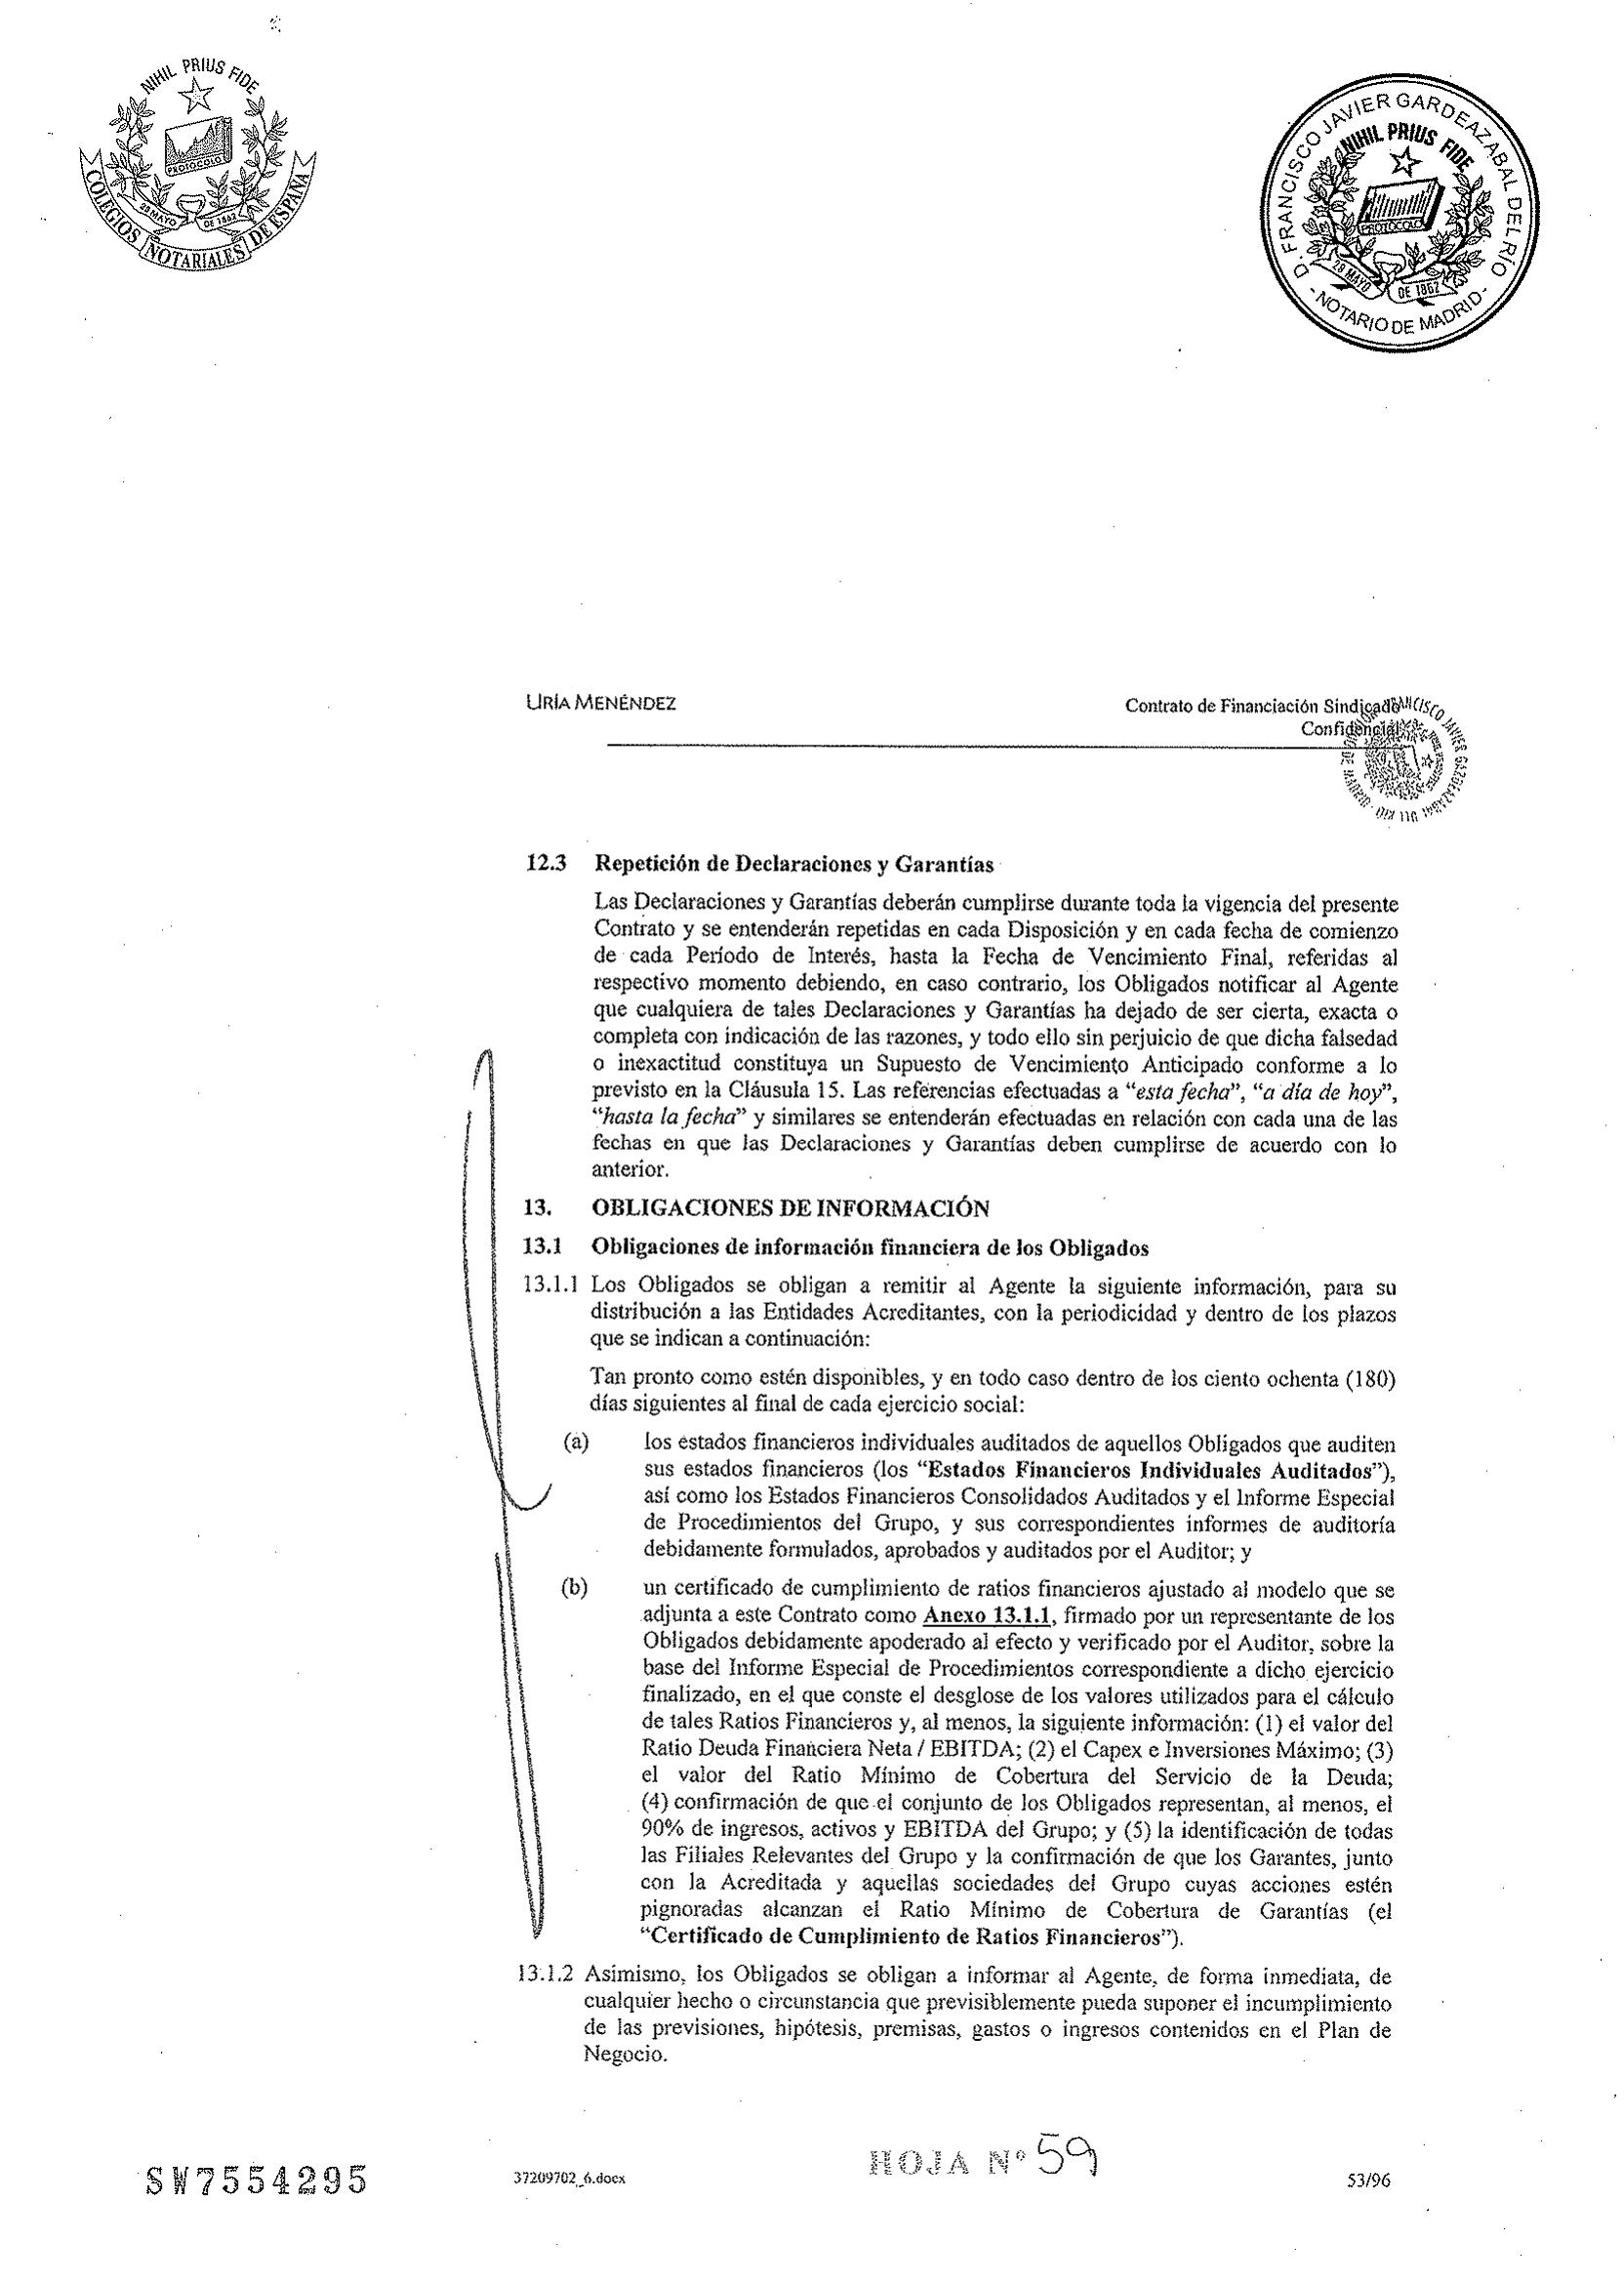 NIHIL PRIUS FIDE
PROTOCOLO
28 MAYO DE 1862
COLEGIOS NOTARIALES DE ESPAÑA
D. FRANCISCO JAVIER GARDEAZABAL DEL RÍO
NIHIL PRIUS FIDE
PROTOCOLO
28 MAYO DE 1862
- NOTARIO DE MADRID -
URÍA MENÉNDEZ
Contrato de Financiación Sindicado
Confidencial
12.3 Repetición de Declaraciones y Garantías
Las Declaraciones y Garantías deberán cumplirse durante toda la vigencia del presente
Contrato y se entenderán repetidas en cada Disposición y en cada fecha de comienzo
de cada Período de Interés, hasta la Fecha de Vencimiento Final, referidas al
respectivo momento debiendo, en caso contrario, los Obligados notificar al Agente
que cualquiera de tales Declaraciones y Garantías ha dejado de ser cierta, exacta o
completa con indicación de las razones, y todo ello sin perjuicio de que dicha falsedad
o inexactitud constituya un Supuesto de Vencimiento Anticipado conforme a lo
previsto en la Cláusula 15. Las referencias efectuadas a “esta fecha”, “a día de hoy”,
“hasta la fecha” y similares se entenderán efectuadas en relación con cada una de las
fechas en que las Declaraciones y Garantías deben cumplirse de acuerdo con lo
anterior.
13. OBLIGACIONES DE INFORMACIÓN
13.1 Obligaciones de información financiera de los Obligados
13.1.1 Los Obligados se obligan a remitir al Agente la siguiente información, para su
distribución a las Entidades Acreditantes, con la periodicidad y dentro de los plazos
que se indican a continuación:
Tan pronto como estén disponibles, y en todo caso dentro de los ciento ochenta (180)
días siguientes al final de cada ejercicio social:
(a) los estados financieros individuales auditados de aquellos Obligados que auditen
sus estados financieros (los “Estados Financieros Individuales Auditados”),
así como los Estados Financieros Consolidados Auditados y el Informe Especial
de Procedimientos del Grupo, y sus correspondientes informes de auditoría
debidamente formulados, aprobados y auditados por el Auditor; y
(b) un certificado de cumplimiento de ratios financieros ajustado al modelo que se
adjunta a este Contrato como Anexo 13.1.1, firmado por un representante de los
Obligados debidamente apoderado al efecto y verificado por el Auditor, sobre la
base del Informe Especial de Procedimientos correspondiente a dicho ejercicio
finalizado, en el que conste el desglose de los valores utilizados para el cálculo
de tales Ratios Financieros y, al menos, la siguiente información: (1) el valor del
Ratio Deuda Financiera Neta / EBITDA; (2) el Capex e Inversiones Máximo; (3)
el valor del Ratio Mínimo de Cobertura del Servicio de la Deuda;
(4) confirmación de que el conjunto de los Obligados representan, al menos, el
90% de ingresos, activos y EBITDA del Grupo; y (5) la identificación de todas
las Filiales Relevantes del Grupo y la confirmación de que los Garantes, junto
con la Acreditada y aquellas sociedades del Grupo cuyas acciones estén
pignoradas alcanzan el Ratio Mínimo de Cobertura de Garantías (el
“Certificado de Cumplimiento de Ratios Financieros”).
13.1.2 Asimismo, los Obligados se obligan a informar al Agente, de forma inmediata, de
cualquier hecho o circunstancia que previsiblemente pueda suponer el incumplimiento
de las previsiones, hipótesis, premisas, gastos o ingresos contenidos en el Plan de
Negocio.
SW7554295
37209702_6.docx
HOJA Nº 59
53/96